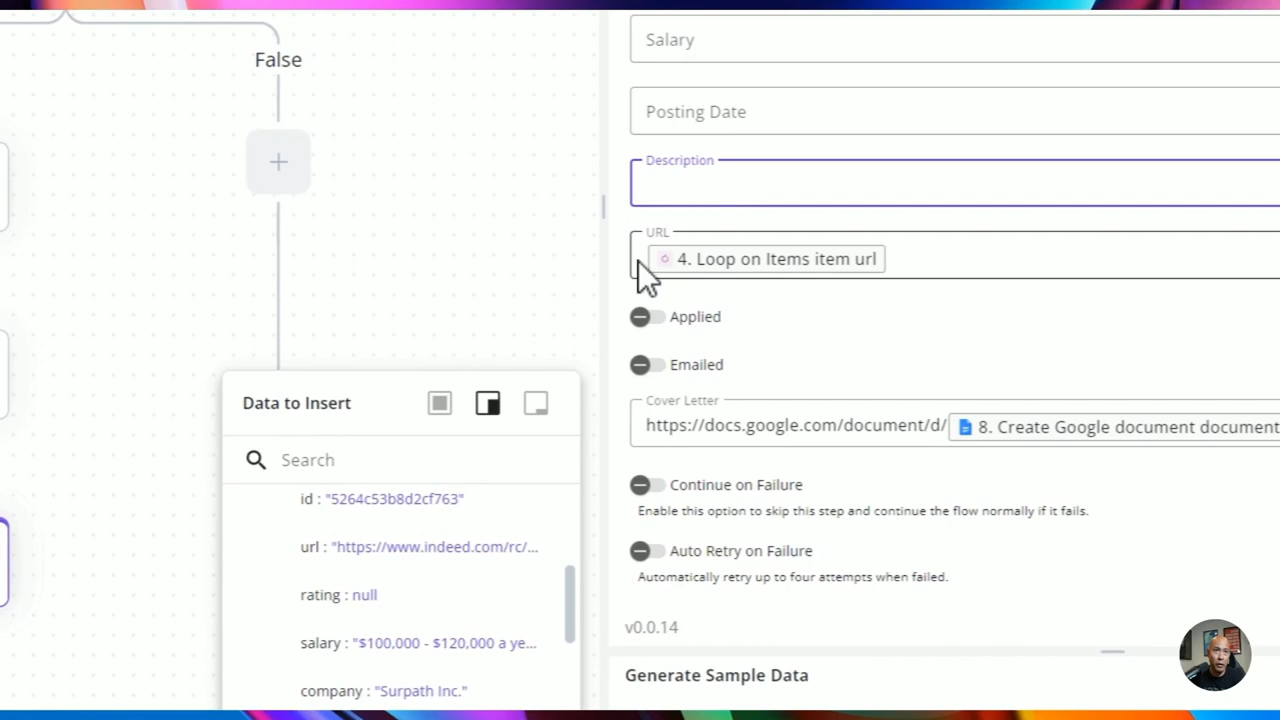 False
Data to Insert
Search
id : "5264c53b8d2cf763"
url : "https://www.indeed.com/rc/...
rating : null
salary : "$100,000 - $120,000 a ye...
company : "Surpath Inc."
Salary
Posting Date
Description
URL
4. Loop on Items item url
Applied
Emailed
Cover Letter
https://docs.google.com/document/d/ 8. Create Google document document
Continue on Failure
Enable this option to skip this step and continue the flow normally if it fails.
Auto Retry on Failure
Automatically retry up to four attempts when failed.
v0.0.14
Generate Sample Data